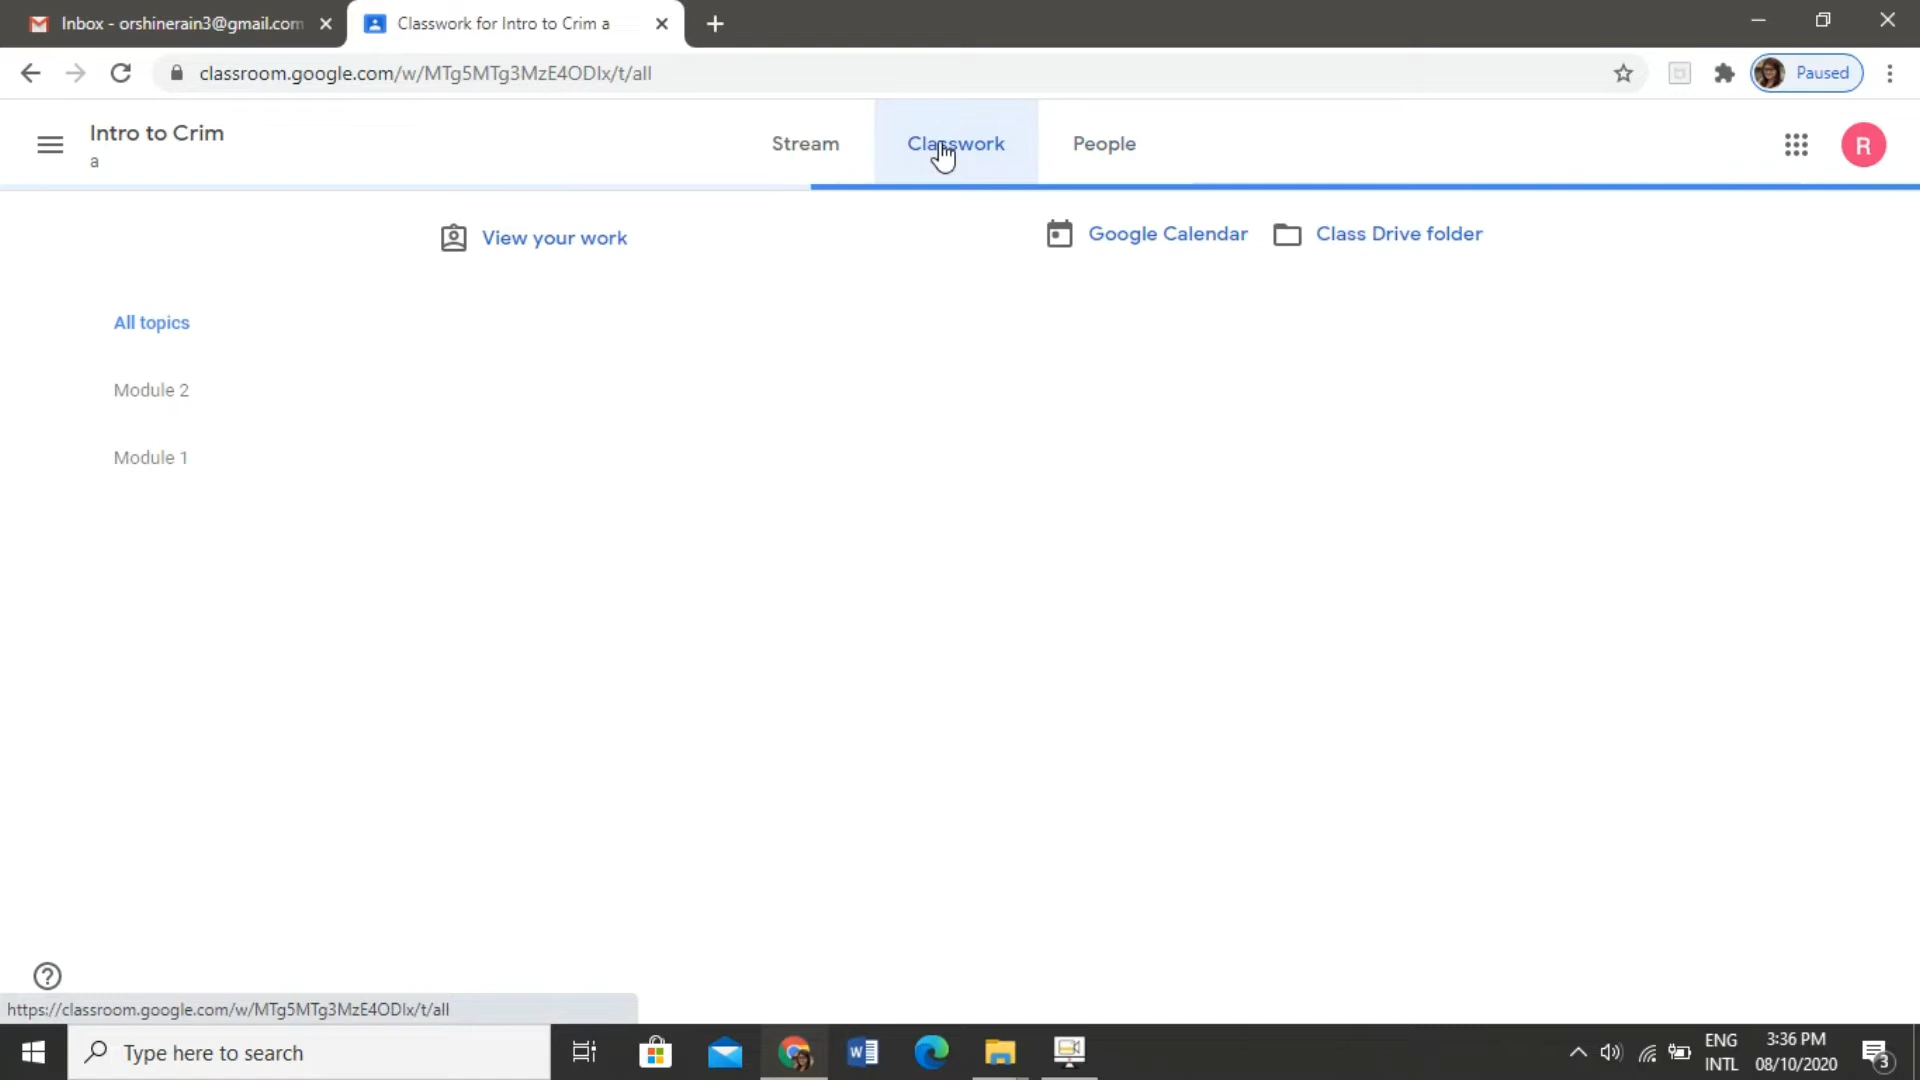 Inbox - orshinerain3@gmail.com
Classwork for Intro to Crim a
classroom.google.com/w/MTg5MTg3MzE4ODIx/t/all
Paused
Intro to Crim
a
Stream
Classwork
People
R
View your work
Google Calendar
Class Drive folder
All topics
Module 2
Module 1
https://classroom.google.com/w/MTg5MTg3MzE4ODIx/t/all
Type here to search
ENG
INTL
3:36 PM
08/10/2020
3